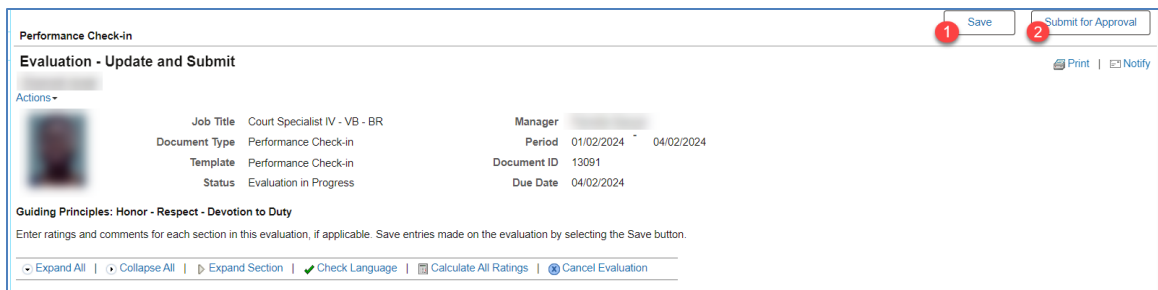 1 Save 2 Submit for Approval
Performance Check-in
Evaluation - Update and Submit
Print | Notify
Actions
Job Title Court Specialist IV - VB - BR Manager
Document Type Performance Check-in Period 01/02/2024 - 04/02/2024
Template Performance Check-in Document ID 13091
Status Evaluation in Progress Due Date 04/02/2024
Guiding Principles: Honor - Respect - Devotion to Duty
Enter ratings and comments for each section in this evaluation, if applicable. Save entries made on the evaluation by selecting the Save button.
Expand All | Collapse All | Expand Section | Check Language | Calculate All Ratings | Cancel Evaluation